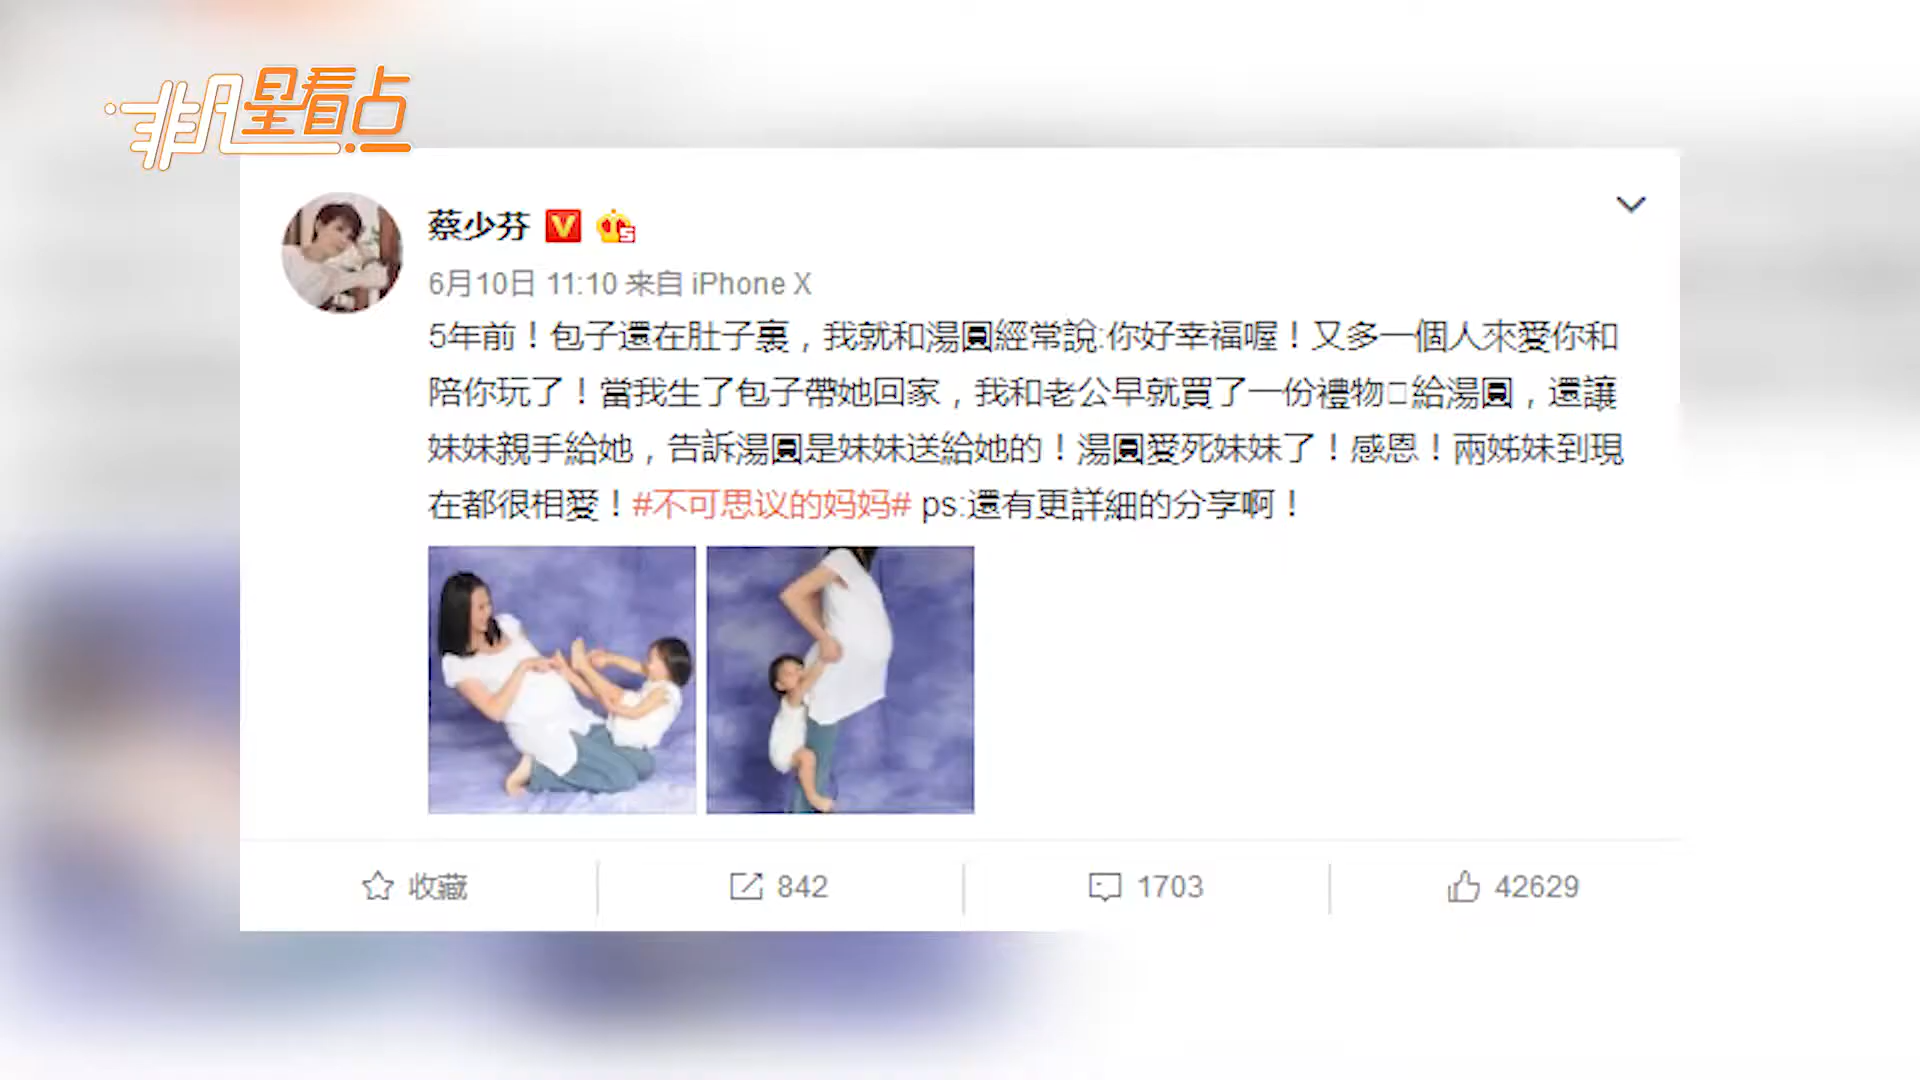 非凡星看点
蔡少芬
6月10日 11:10 来自 iPhone X
5年前！包子還在肚子裏，我就和湯圓經常說:你好幸福喔！又多一個人來愛你和
陪你玩了！當我生了包子帶她回家，我和老公早就買了一份禮物□給湯圓，還讓
妹妹親手給她，告訴湯圓是妹妹送給她的！湯圓愛死妹妹了！感恩！兩姊妹到現
在都很相愛！#不可思议的妈妈# ps:還有更詳細的分享啊！
收藏
842
1703
42629